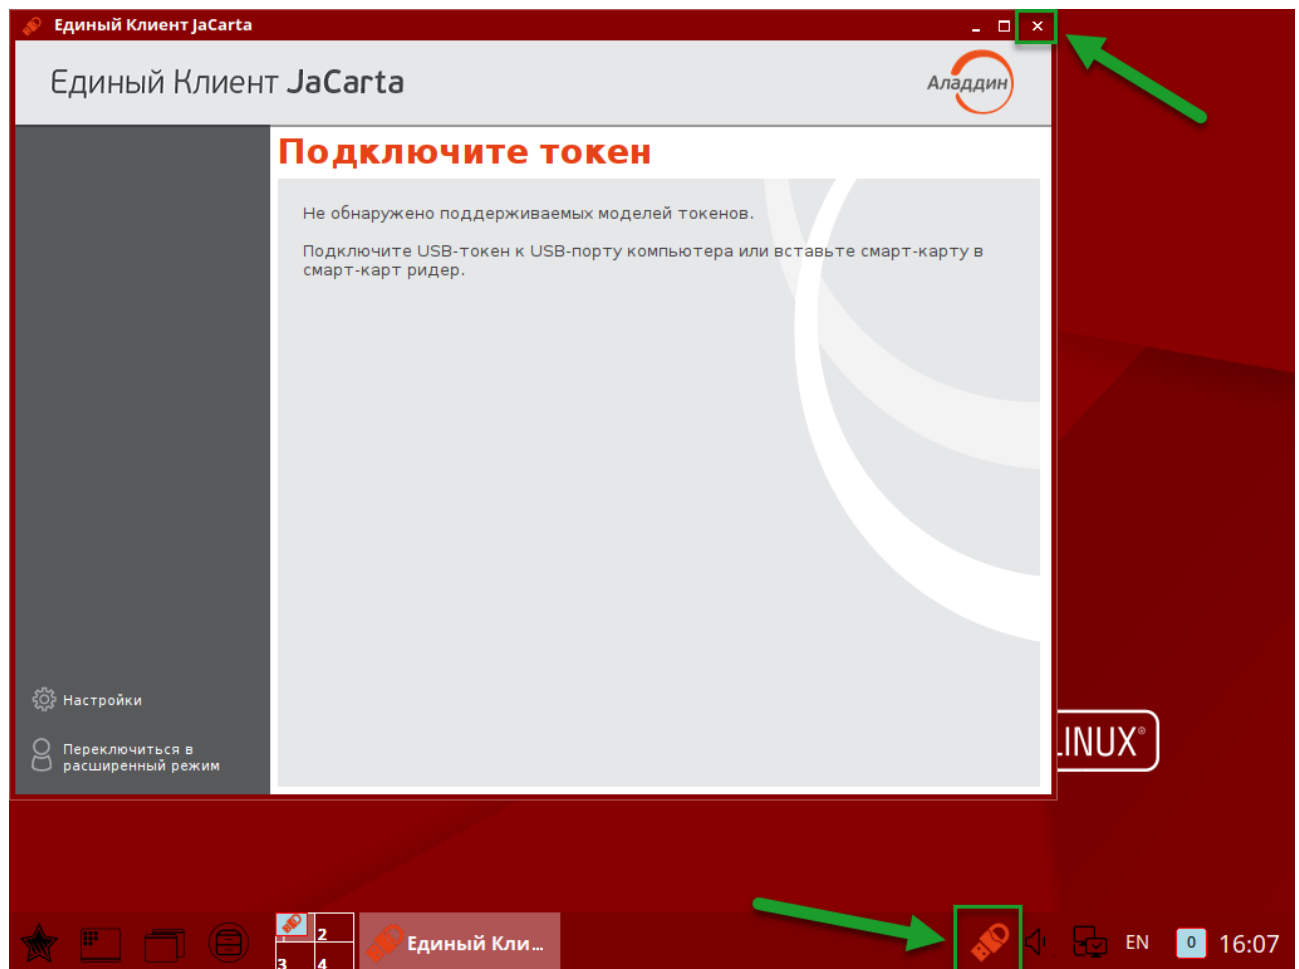 Единый Клиент JaCarta
Единый Клиент JaCarta
Аладдин
Подключите токен
Не обнаружено поддерживаемых моделей токенов.
Подключите USB-токен к USB-порту компьютера или вставьте смарт-карту в
смарт-карт ридер.
Настройки
Переключиться в
расширенный режим
INUX®
2
3 4
Единый Кли...
EN
0
16:07